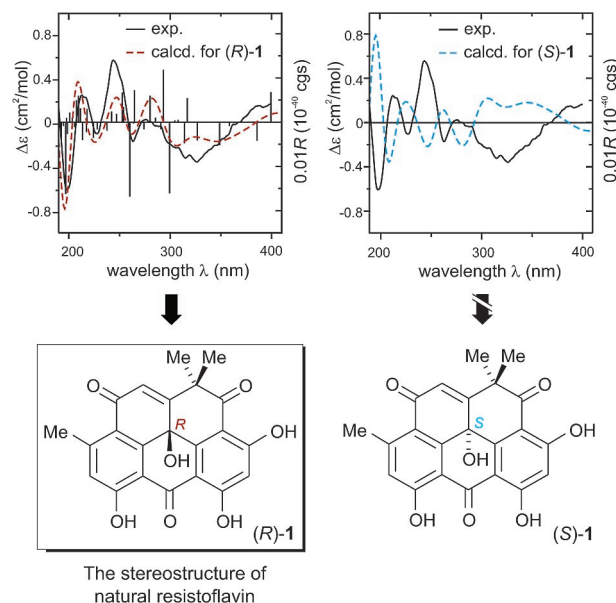 exp.
calcd. for (R)-1
0.8
0.4
0
-0.4
-0.8
Δε (cm²/mol)
0.01R (10⁻⁴⁰ cgs)
200
300
400
wavelength λ (nm)
exp.
calcd. for (S)-1
0.8
0.4
0
-0.4
-0.8
Δε (cm²/mol)
0.01R (10⁻⁴⁰ cgs)
200
300
400
wavelength λ (nm)
Me
Me
O
O
R
Me
OH
OH
OH
O
OH
(R)-1
The stereostructure of
natural resistoflavin
Me
Me
O
O
S
Me
OH
OH
OH
O
OH
(S)-1